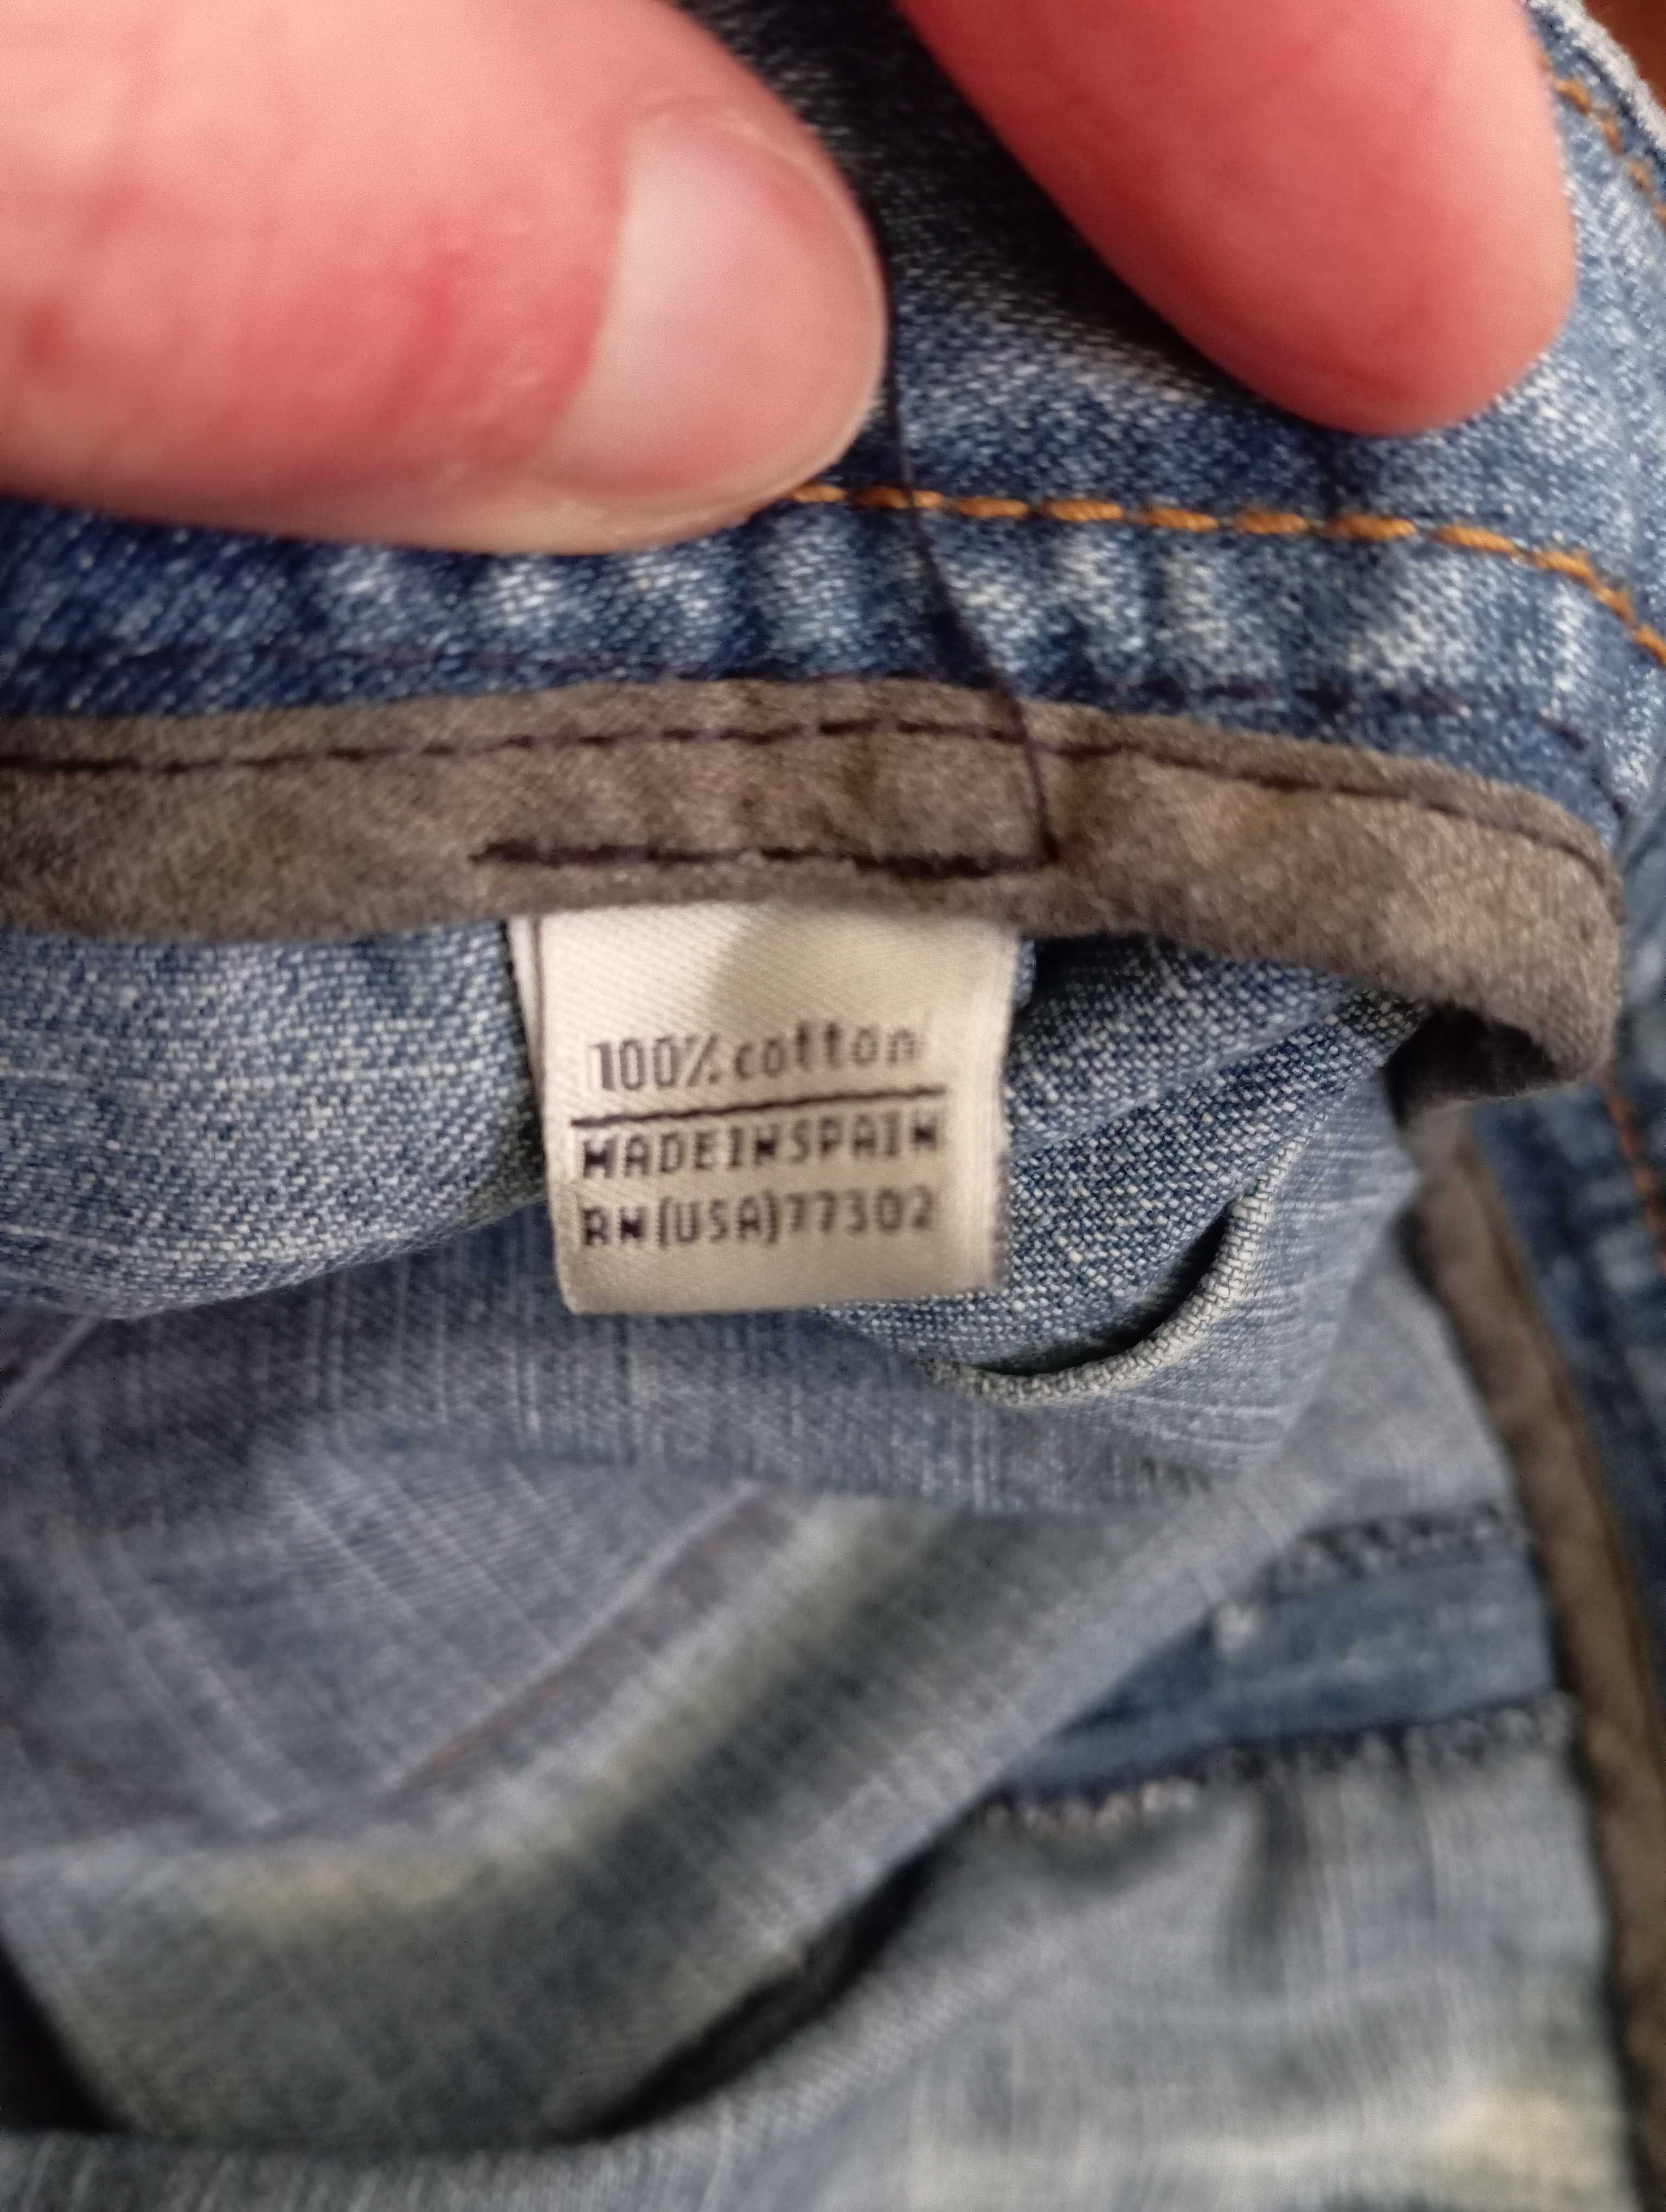 100% cotton
MADE IN SPAIN
RN (USA) 77302